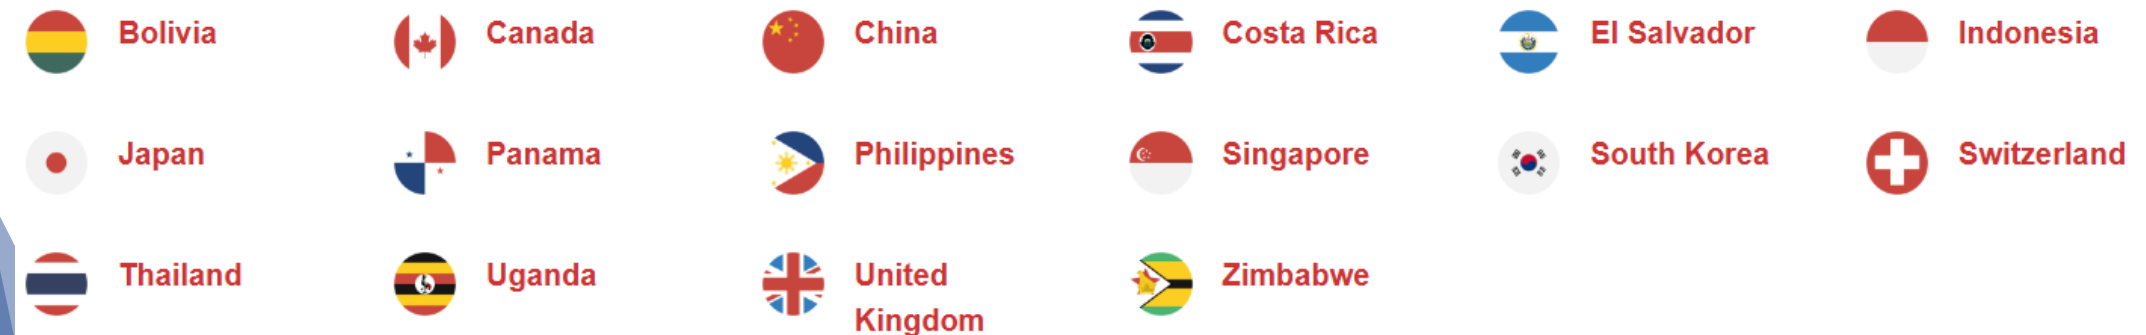 Bolivia
Canada
China
Costa Rica
El Salvador
Indonesia
Japan
Panama
Philippines
Singapore
South Korea
Switzerland
Thailand
Uganda
United
Kingdom
Zimbabwe